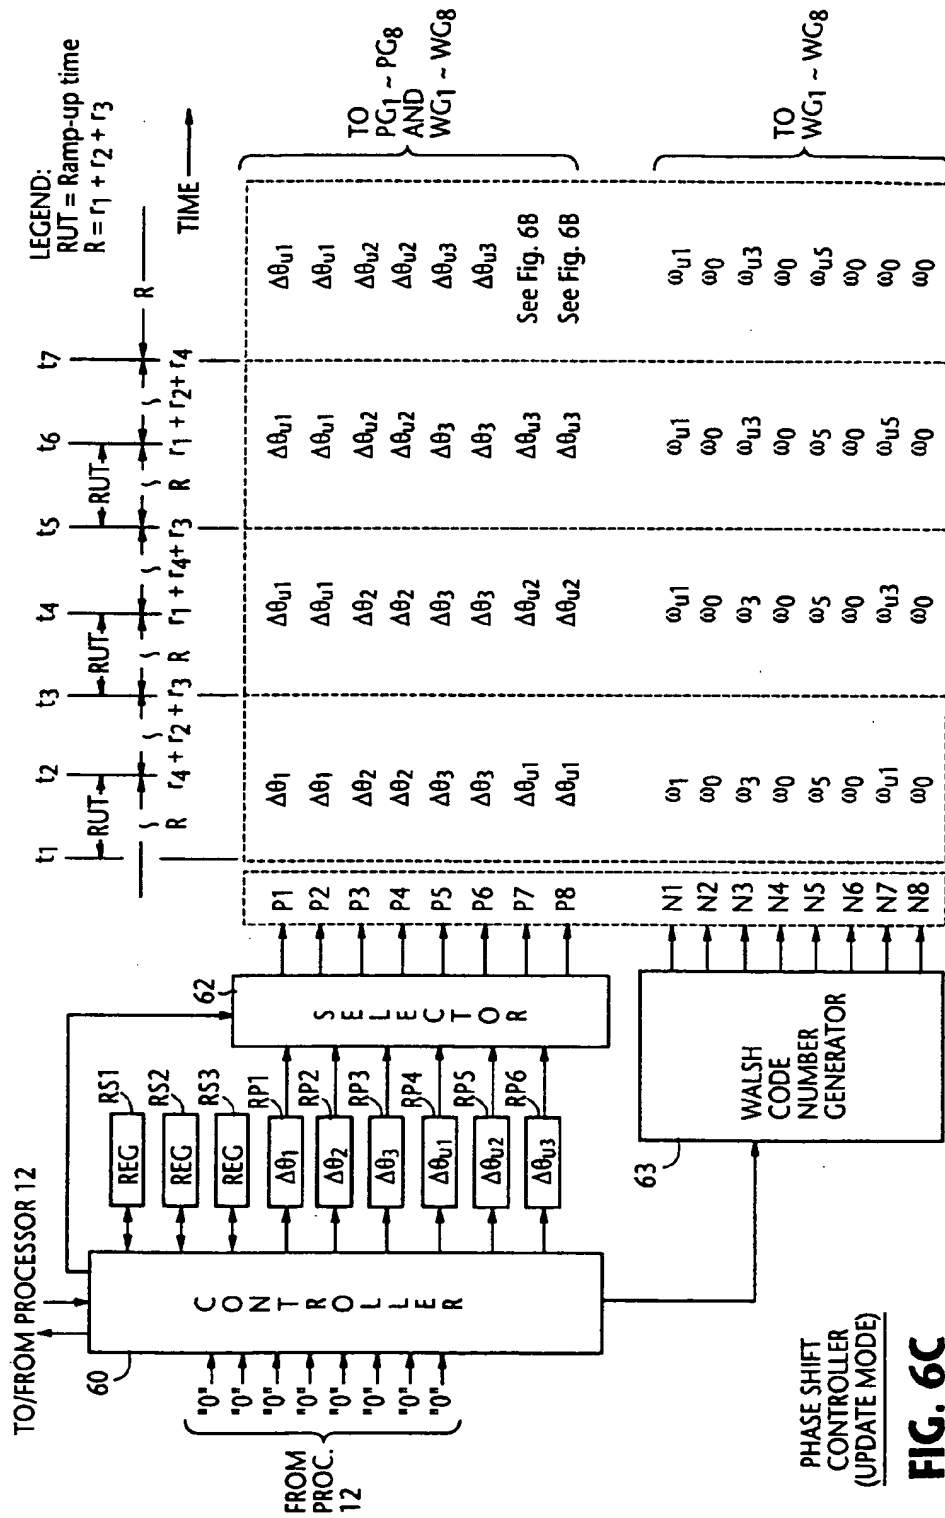 LEGEND:
RUT = Ramp-up time
R = r1 + r2 + r3
TIME
t1 t2 t3 t4 t5 t6 t7
RUT RUT RUT
R r4 + r2 + r3 R r1 + r4 + r3 R r1 + r2 + r4 R
TO/FROM PROCESSOR 12
60
CONTROLLER
"0"
"0"
"0"
"0"
"0"
"0"
"0"
"0"
FROM
PROC.
12
REG RS1
REG RS2
REG RS3
Δθ1 RP1
Δθ2 RP2
Δθ3 RP3
Δθu1 RP4
Δθu2 RP5
Δθu3 RP6
62
SELECTOR
P1 Δθ1 Δθu1 Δθu1 Δθu1
P2 Δθ1 Δθu1 Δθu1 Δθu1
P3 Δθ2 Δθ2 Δθu2 Δθu2
P4 Δθ2 Δθ2 Δθu2 Δθu2
P5 Δθ3 Δθ3 Δθ3 Δθu3
P6 Δθ3 Δθ3 Δθ3 Δθu3
P7 Δθu1 Δθu2 Δθu3 See Fig. 6B
P8 Δθu1 Δθu2 Δθu3 See Fig. 6B
TO
PG1 ~ PG8
AND
WG1 ~ WG8
63
WALSH
CODE
NUMBER
GENERATOR
N1 ω1 ωu1 ωu1 ωu1
N2 ω0 ω0 ω0 ω0
N3 ω3 ω3 ωu3 ωu3
N4 ω0 ω0 ω0 ω0
N5 ω5 ω5 ω5 ωu5
N6 ω0 ω0 ω0 ω0
N7 ωu1 ωu3 ωu5 ω0
N8 ω0 ω0 ω0 ω0
TO
WG1 ~ WG8
PHASE SHIFT
CONTROLLER
(UPDATE MODE)
FIG. 6C